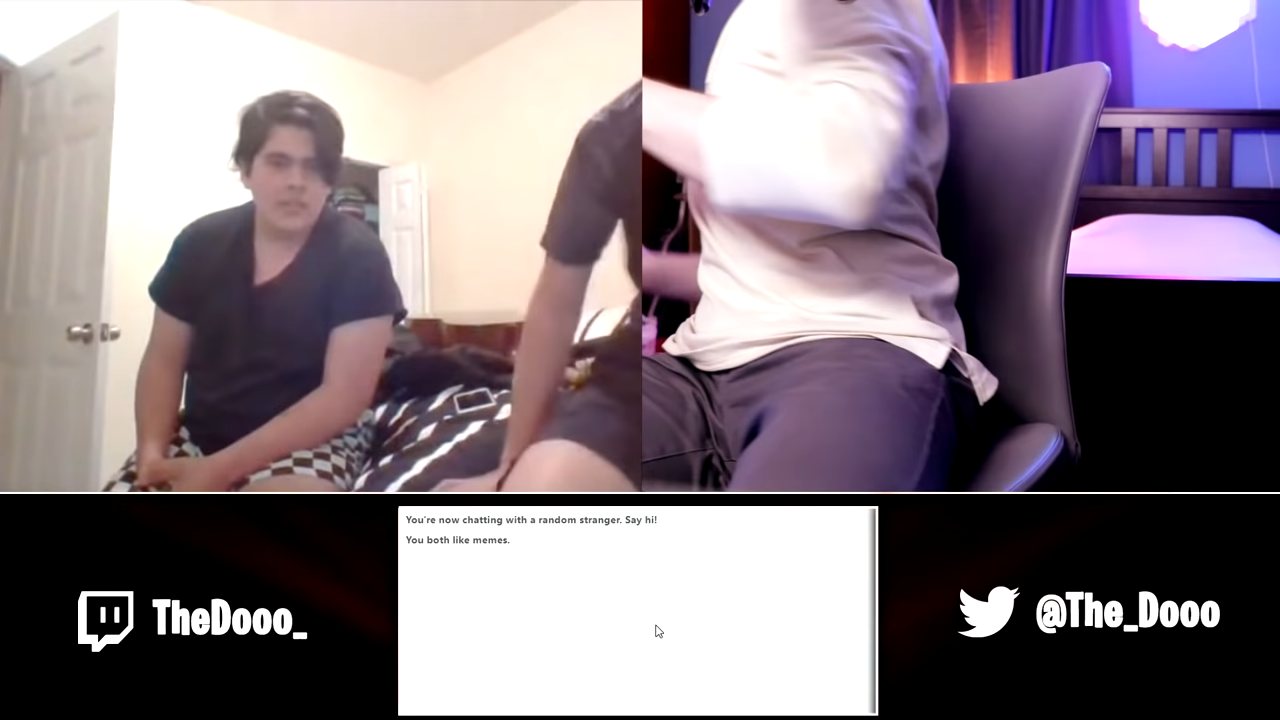 You're now chatting with a random stranger. Say hi!
You both like memes.
TheDooo_
@The_Dooo